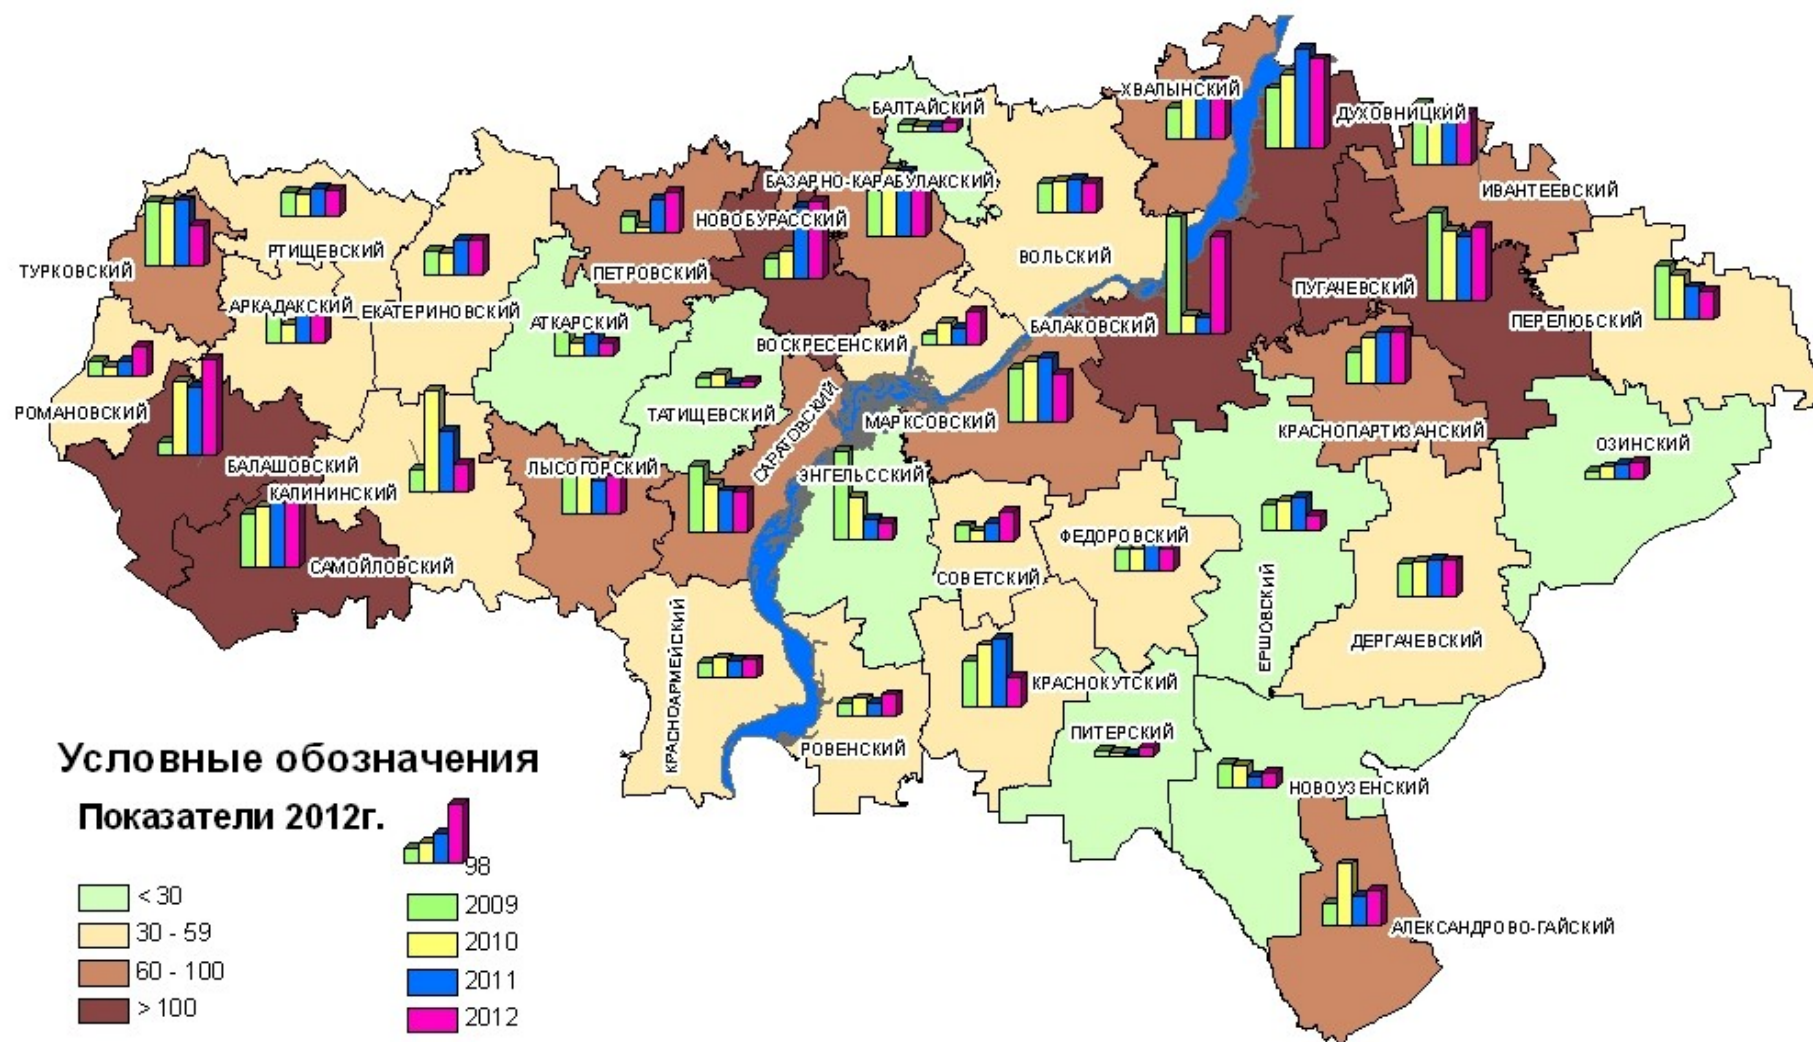 ХВАЛЫНСКИЙ
БАЛТАЙСКИЙ
ДУХОВНИЦКИЙ
БАЗАРНО-КАРАБУЛАКСКИЙ
ИВАНТЕЕВСКИЙ
НОВОБУРАССКИЙ
РТИЩЕВСКИЙ
ВОЛЬСКИЙ
ТУРКОВСКИЙ
ПЕТРОВСКИЙ
ПУГАЧЕВСКИЙ
АРКАДАКСКИЙ
ЕКАТЕРИНОВСКИЙ
АТКАРСКИЙ
БАЛАКОВСКИЙ
ПЕРЕЛЮБСКИЙ
ВОСКРЕСЕНСКИЙ
РОМАНОВСКИЙ
ТАТИЩЕВСКИЙ
САРАТОВСКИЙ
МАРКСОВСКИЙ
КРАСНОПАРТИЗАНСКИЙ
ОЗИНСКИЙ
БАЛАШОВСКИЙ
ЛЫСОГОРСКИЙ
ЭНГЕЛЬССКИЙ
КАЛИНИНСКИЙ
ФЕДОРОВСКИЙ
САМОЙЛОВСКИЙ
СОВЕТСКИЙ
ЕРШОВСКИЙ
ДЕРГАЧЕВСКИЙ
КРАСНОАРМЕЙСКИЙ
КРАСНОКУТСКИЙ
ПИТЕРСКИЙ
РОВЕНСКИЙ
НОВОУЗЕНСКИЙ
АЛЕКСАНДРОВО-ГАЙСКИЙ
Условные обозначения
Показатели 2012г.
98
< 30
30 - 59
60 - 100
> 100
2009
2010
2011
2012